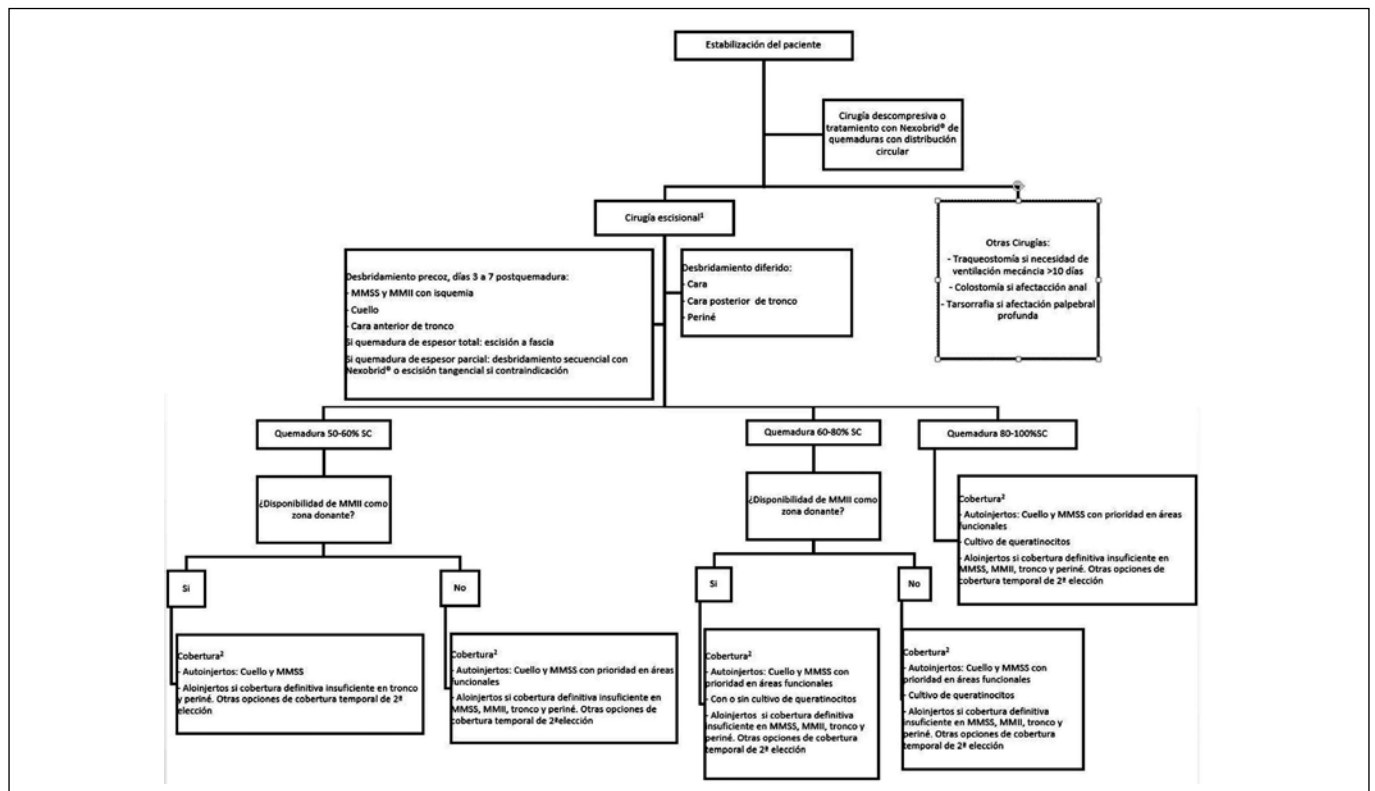 Estabilización del paciente
Cirugía descompresiva o
tratamiento con Nexobrid® de
quemaduras con distribución
circular
Cirugía escisional¹
Otras Cirugías:
- Traqueostomía si necesidad de
ventilación mecáncia >10 días
- Colostomía si afectacción anal
- Tarsorrafia si afectación palpebral
profunda
Desbridamiento precoz, días 3 a 7 postquemadura:
- MMSS y MMII con isquemia
- Cuello
- Cara anterior de tronco
Si quemadura de espesor total: escisión a fascia
Si quemadura de espesor parcial: desbridamiento secuencial con
Nexobrid® o escisión tangencial si contraindicación
Desbridamiento diferido:
- Cara
- Cara posterior de tronco
- Periné
Quemadura 50-60% SC
Quemadura 60-80% SC
Quemadura 80-100%SC
¿Disponibilidad de MMII como
zona donante?
¿Disponibilidad de MMII como
zona donante?
Cobertura²
- Autoinjertos: Cuello y MMSS con prioridad en áreas
funcionales
- Cultivo de queratinocitos
- Aloinjertos si cobertura definitiva insuficiente en
MMSS, MMII, tronco y periné. Otras opciones de
cobertura temporal de 2ª elección
Si
No
Si
No
Cobertura²
- Autoinjertos: Cuello y MMSS
- Aloinjertos si cobertura definitiva insuficiente en tronco
y periné. Otras opciones de cobertura temporal de 2ª
elección
Cobertura²
- Autoinjertos: Cuello y MMSS con prioridad en áreas
funcionales
- Aloinjertos si cobertura definitiva insuficiente en
MMSS, MMII, tronco y periné. Otras opciones de
cobertura temporal de 2ªelección
Cobertura²
- Autoinjertos: Cuello y MMSS con
prioridad en áreas funcionales
- Con o sin cultivo de queratinocitos
- Aloinjertos si cobertura definitiva
insuficiente en MMSS, MMII, tronco y
periné. Otras opciones de cobertura
temporal de 2ª elección
Cobertura²
- Autoinjertos: Cuello y MMSS con
prioridad en áreas funcionales
- Cultivo de queratinocitos
- Aloinjertos si cobertura definitiva
insuficiente en MMSS, MMII, tronco y
periné. Otras opciones de cobertura
temporal de 2ª elección